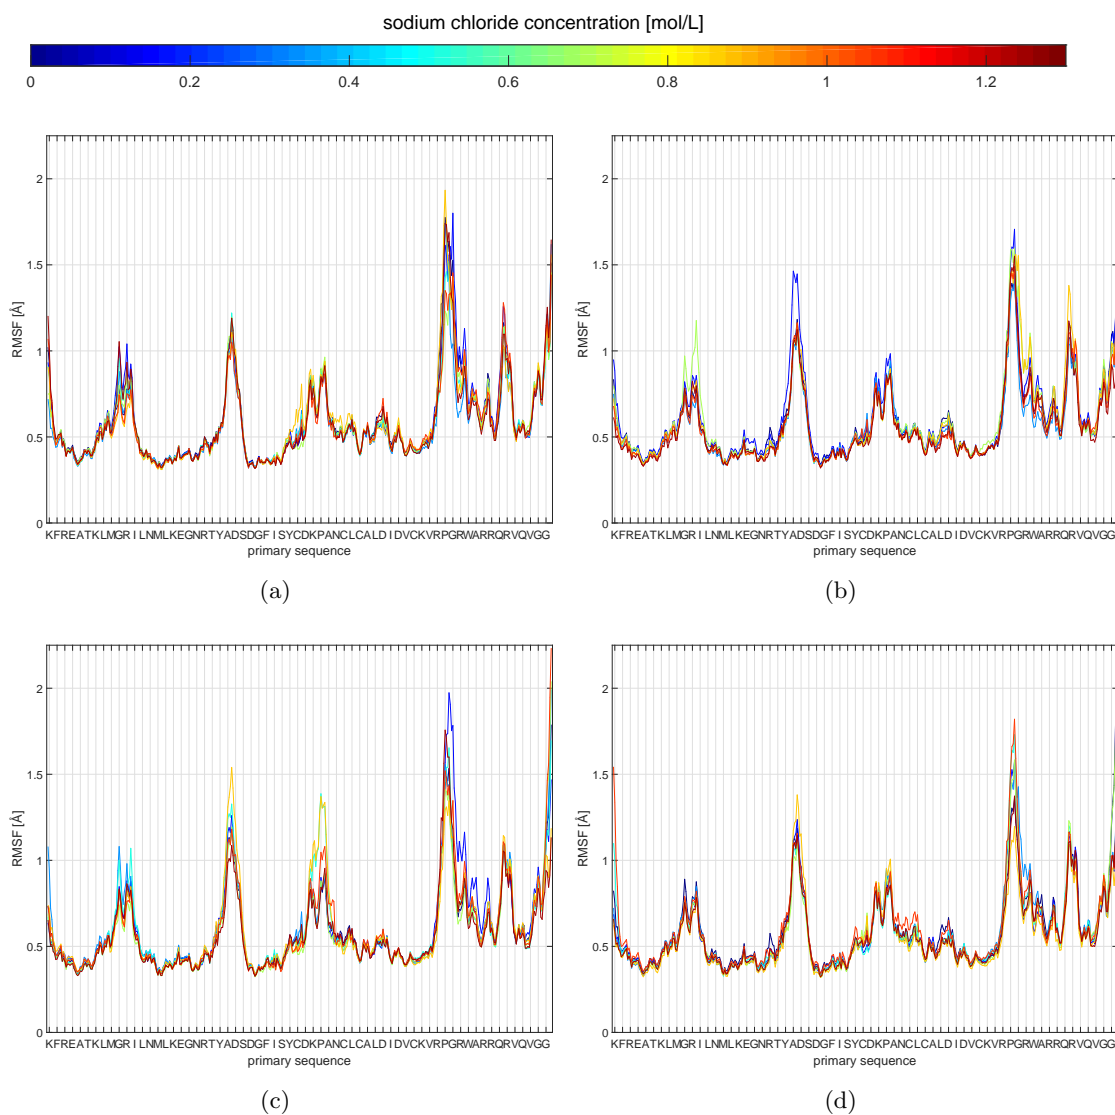 sodium chloride concentration [mol/L]
0 0.2 0.4 0.6 0.8 1 1.2
2
1.5
1
0.5
0
RMSF [Å]
KFREATKLMGRILNMLKEGNRTYADSDGFISYCDKPANCLCALDIDVCKVRPGRWARRQRVQVGG
primary sequence
(a)
2
1.5
1
0.5
0
RMSF [Å]
KFREATKLMGRILNMLKEGNRTYADSDGFISYCDKPANCLCALDIDVCKVRPGRWARRQRVQVGG
primary sequence
(b)
2
1.5
1
0.5
0
RMSF [Å]
KFREATKLMGRILNMLKEGNRTYADSDGFISYCDKPANCLCALDIDVCKVRPGRWARRQRVQVGG
primary sequence
(c)
2
1.5
1
0.5
0
RMSF [Å]
KFREATKLMGRILNMLKEGNRTYADSDGFISYCDKPANCLCALDIDVCKVRPGRWARRQRVQVGG
primary sequence
(d)